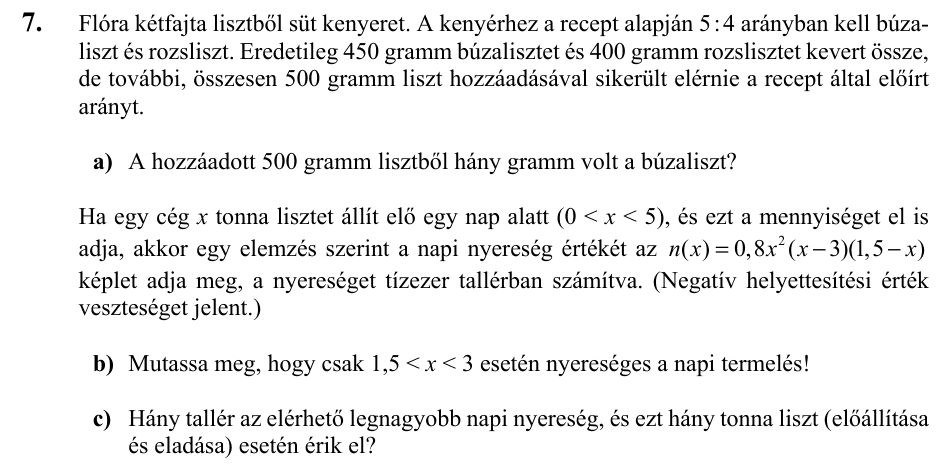 7. Flóra kétfajta lisztből süt kenyeret. A kenyérhez a recept alapján 5 : 4 arányban kell búza-
liszt és rozsliszt. Eredetileg 450 gramm búzalisztet és 400 gramm rozslisztet kevert össze,
de további, összesen 500 gramm liszt hozzáadásával sikerült elérnie a recept által előírt
arányt.
a) A hozzáadott 500 gramm lisztből hány gramm volt a búzaliszt?
Ha egy cég x tonna lisztet állít elő egy nap alatt (0 < x < 5), és ezt a mennyiséget el is
adja, akkor egy elemzés szerint a napi nyereség értékét az n(x) = 0,8x²(x − 3)(1,5 − x)
képlet adja meg, a nyereséget tízezer tallérban számítva. (Negatív helyettesítési érték
veszteséget jelent.)
b) Mutassa meg, hogy csak 1,5 < x < 3 esetén nyereséges a napi termelés!
c) Hány tallér az elérhető legnagyobb napi nyereség, és ezt hány tonna liszt (előállítása
és eladása) esetén érik el?